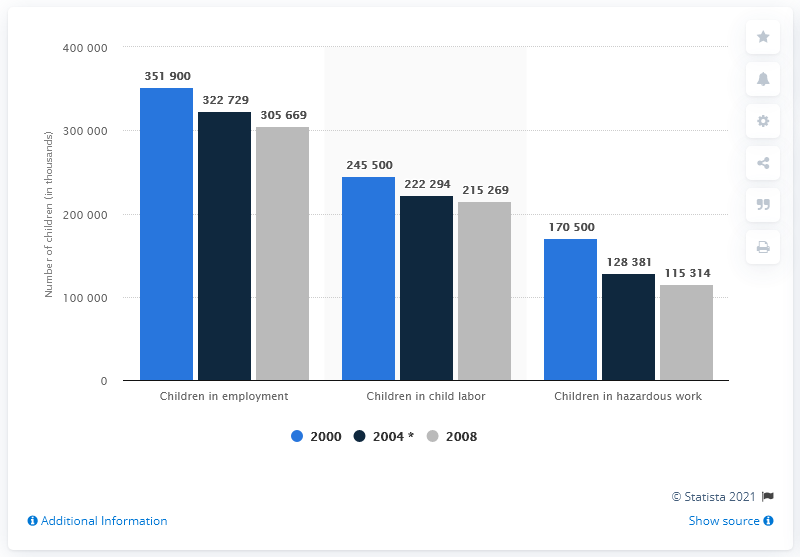 Number of children (in thousands)
400 000
300 000
200 000
100 000
0
351 900
322 729
305 669
245 500
222 294
215 269
170 500
128 381
115 314
Children in employment
Children in child labor
Children in hazardous work
2000
2004 *
2008
© Statista 2021
Additional Information
Show source